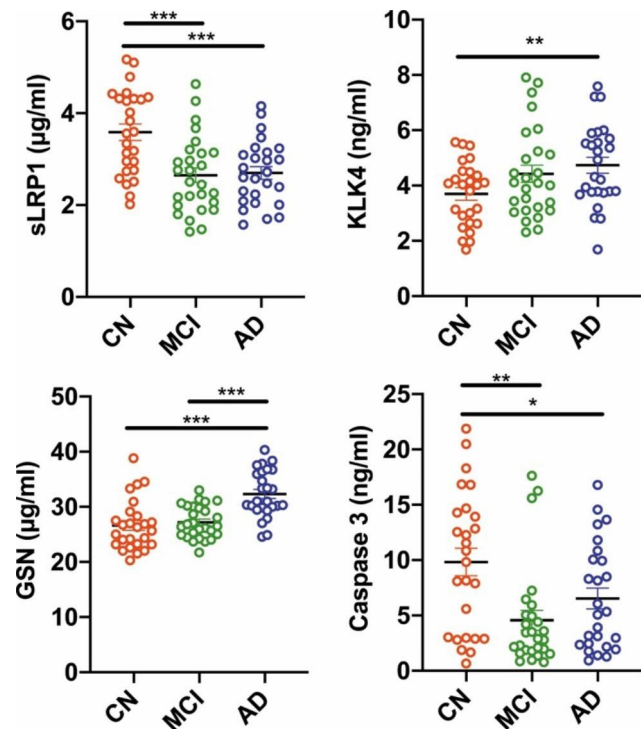 ***
***
sLRP1 (µg/ml)
6
4
2
0
CN
MCI
AD
**
KLK4 (ng/ml)
10
8
6
4
2
0
CN
MCI
AD
***
***
GSN (µg/ml)
50
40
30
20
10
0
CN
MCI
AD
**
*
Caspase 3 (ng/ml)
25
20
15
10
5
0
CN
MCI
AD